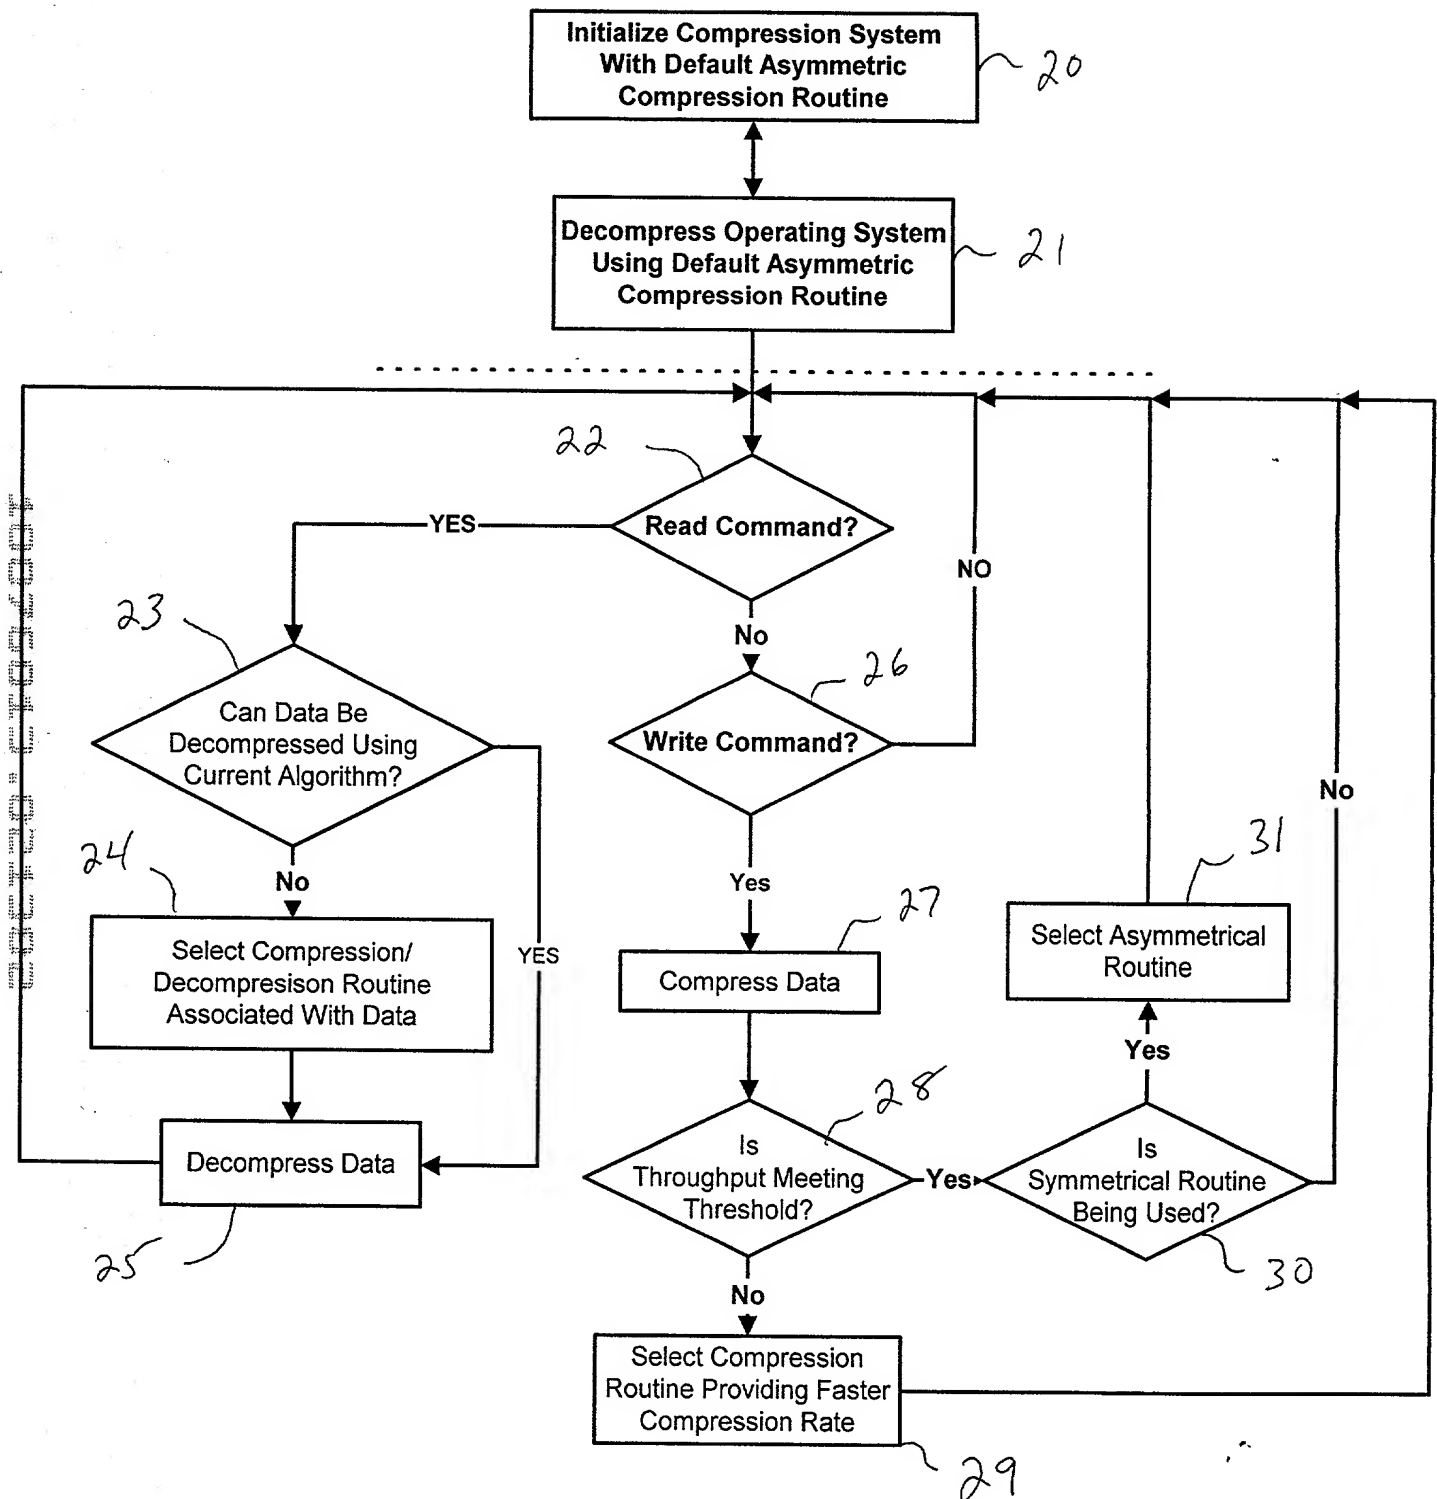 Initialize Compression System
With Default Asymmetric
Compression Routine
20
Decompress Operating System
Using Default Asymmetric
Compression Routine
21
22
Read Command?
YES
NO
No
23
Can Data Be
Decompressed Using
Current Algorithm?
26
Write Command?
No
24
No
YES
Select Compression/
Decompresison Routine
Associated With Data
Yes
27
Compress Data
31
Select Asymmetrical
Routine
Yes
Decompress Data
25
28
Is
Throughput Meeting
Threshold?
Yes
Is
Symmetrical Routine
Being Used?
30
No
Select Compression
Routine Providing Faster
Compression Rate
29